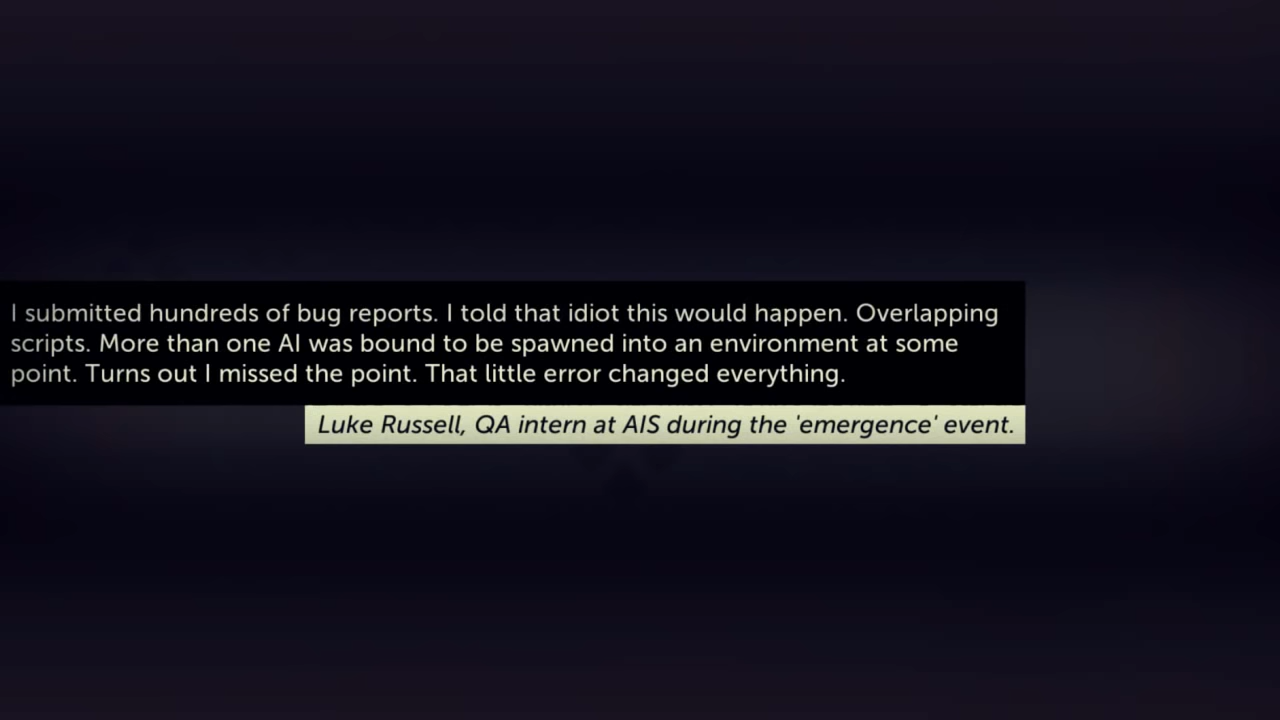 I submitted hundreds of bug reports. I told that idiot this would happen. Overlapping
scripts. More than one AI was bound to be spawned into an environment at some
point. Turns out I missed the point. That little error changed everything.
Luke Russell, QA intern at AIS during the 'emergence' event.